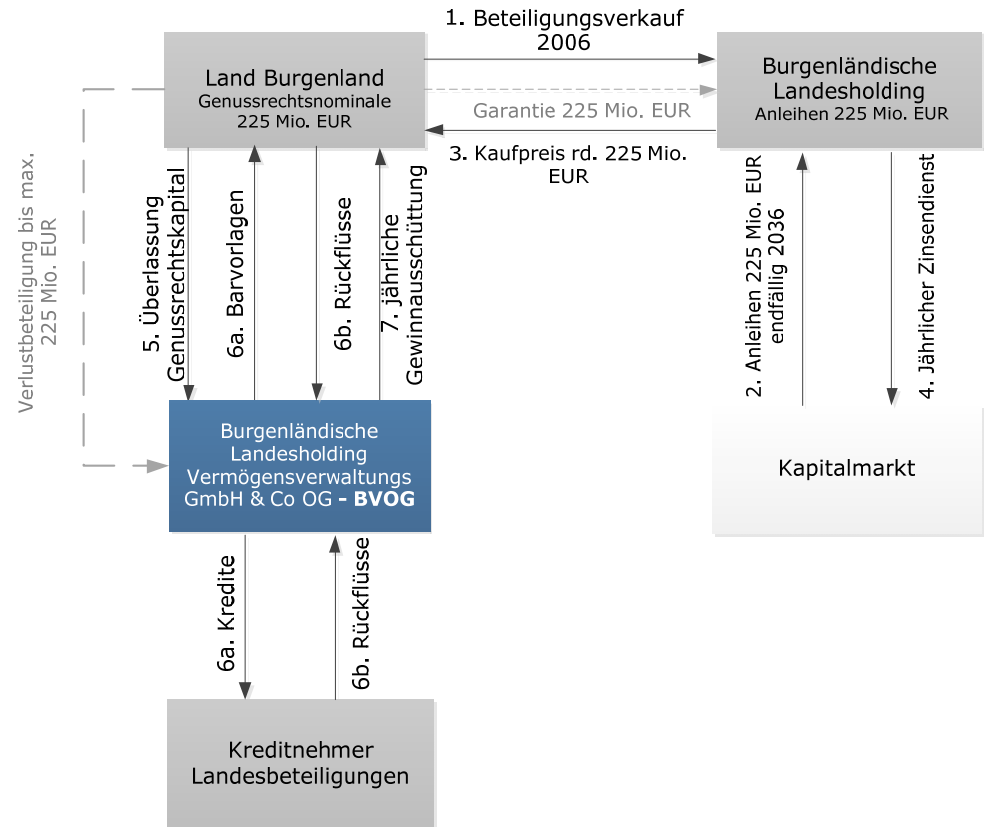 1. Beteiligungsverkauf
2006
Land Burgenland
Genussrechtsnominale
225 Mio. EUR
Burgenländische
Landesholding
Anleihen 225 Mio. EUR
Garantie 225 Mio. EUR
3. Kaufpreis rd. 225 Mio.
EUR
Verlustbeteiligung bis max.
225 Mio. EUR
5. Überlassung
Genussrechtskapital
6a. Barvorlagen
6b. Rückflüsse
7. jährliche
Gewinnausschüttung
2. Anleihen 225 Mio. EUR
endfällig 2036
4. Jährlicher Zinsendienst
Burgenländische
Landesholding
Vermögensverwaltungs
GmbH & Co OG – BVOG
Kapitalmarkt
6a. Kredite
6b. Rückflüsse
Kreditnehmer
Landesbeteiligungen